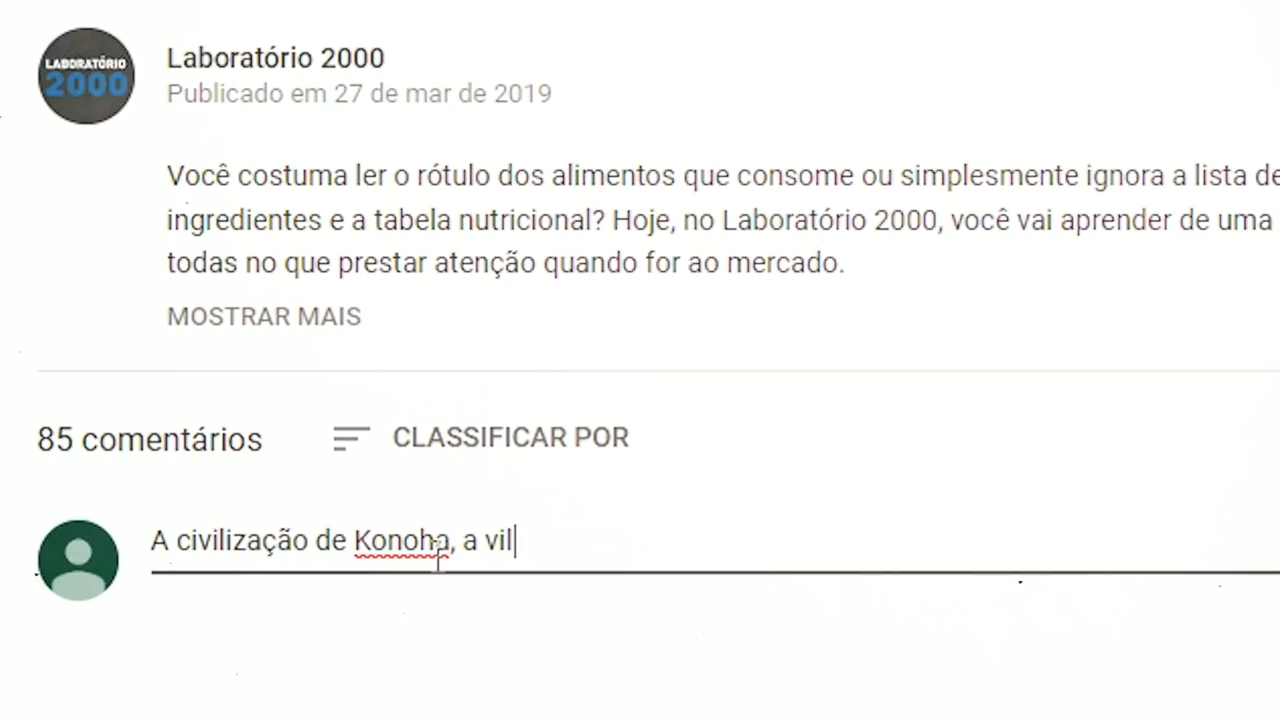 LABORATÓRIO
2000
Laboratório 2000
Publicado em 27 de mar de 2019
Você costuma ler o rótulo dos alimentos que consome ou simplesmente ignora a lista de
ingredientes e a tabela nutricional? Hoje, no Laboratório 2000, você vai aprender de uma
todas no que prestar atenção quando for ao mercado.
MOSTRAR MAIS
85 comentários
CLASSIFICAR POR
A civilização de Konoha, a vil